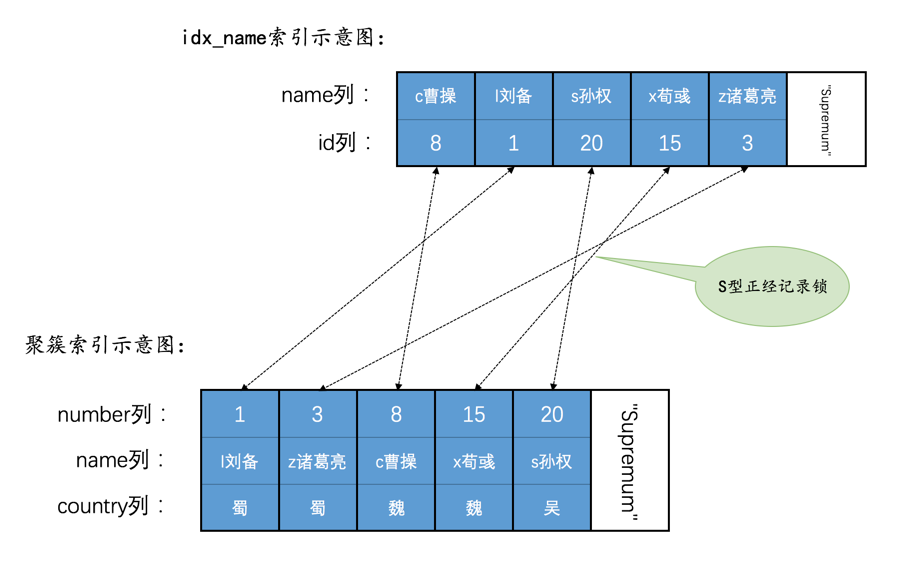 idx_name索引示意图：
name列：
c曹操 l刘备 s孙权 x荀彧 z诸葛亮 "Supremum"
id列：
8 1 20 15 3
S型正经记录锁
聚簇索引示意图：
number列：
1 3 8 15 20 "Supremum"
name列：
l刘备 z诸葛亮 c曹操 x荀彧 s孙权
country列：
蜀 蜀 魏 魏 吴